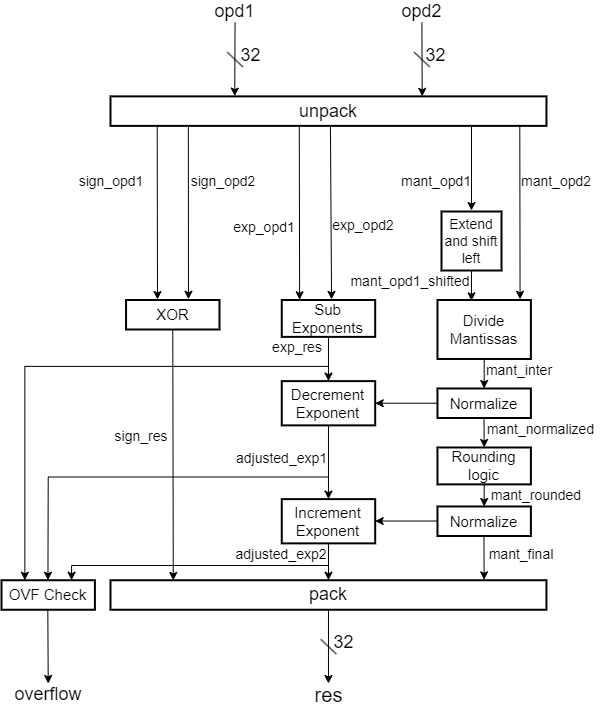 opd1
opd2
32
32
unpack
sign_opd1
sign_opd2
mant_opd1
mant_opd2
exp_opd1
exp_opd2
Extend
and shift
left
mant_opd1_shifted
XOR
Sub
Exponents
Divide
Mantissas
exp_res
mant_inter
Decrement
Exponent
Normalize
mant_normalized
sign_res
adjusted_exp1
Rounding
logic
mant_rounded
Increment
Exponent
Normalize
adjusted_exp2
mant_final
OVF Check
pack
32
overflow
res